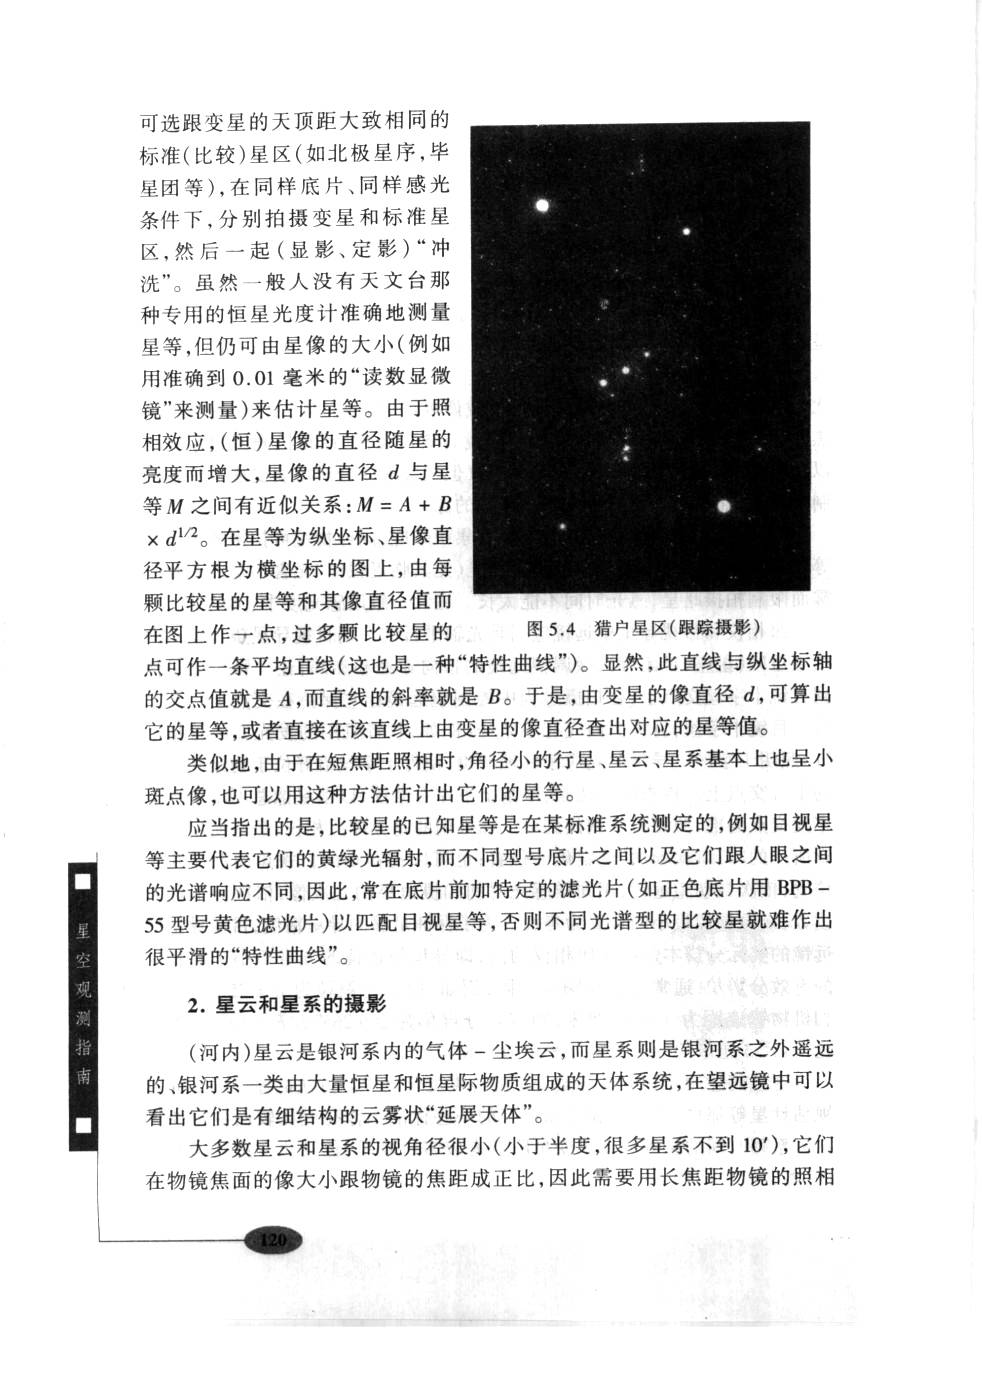 可选跟变星的天顶距大致相同的
标准(比较)星区(如北极星序,毕
星团等),在同样底片、同样感光
条件下,分别拍摄变星和标准星
区,然后一起(显影、定影)“冲
洗”。虽然一般人没有天文台那
种专用的恒星光度计准确地测量
星等,但仍可由星像的大小(例如
用准确到 0.01 毫米的“读数显微
镜”来测量)来估计星等。由于照
相效应,(恒)星像的直径随星的
亮度而增大,星像的直径 d 与星
等 M 之间有近似关系:M = A + B
× d^{1/2}。在星等为纵坐标、星像直
径平方根为横坐标的图上,由每
颗比较星的星等和其像直径值而
在图上作一点,过多颗比较星的
图 5.4 猎户星区(跟踪摄影)
点可作一条平均直线(这也是一种“特性曲线”)。显然,此直线与纵坐标轴
的交点值就是 A,而直线的斜率就是 B。于是,由变星的像直径 d,可算出
它的星等,或者直接在该直线上由变星的像直径查出对应的星等值。
类似地,由于在短焦距照相时,角径小的行星、星云、星系基本上也呈小
斑点像,也可以用这种方法估计出它们的星等。
应当指出的是,比较星的已知星等是在某标准系统测定的,例如目视星
等主要代表它们的黄绿光辐射,而不同型号底片之间以及它们跟人眼之间
的光谱响应不同,因此,常在底片前加特定的滤光片(如正色底片用 BPB－
55 型号黄色滤光片)以匹配目视星等,否则不同光谱型的比较星就难作出
很平滑的“特性曲线”。
2. 星云和星系的摄影
(河内)星云是银河系内的气体－尘埃云,而星系则是银河系之外遥远
的、银河系一类由大量恒星和恒星际物质组成的天体系统,在望远镜中可以
看出它们是有细结构的云雾状“延展天体”。
大多数星云和星系的视角径很小(小于半度,很多星系不到 10′),它们
在物镜焦面的像大小跟物镜的焦距成正比,因此需要用长焦距物镜的照相
星空观测指南
120